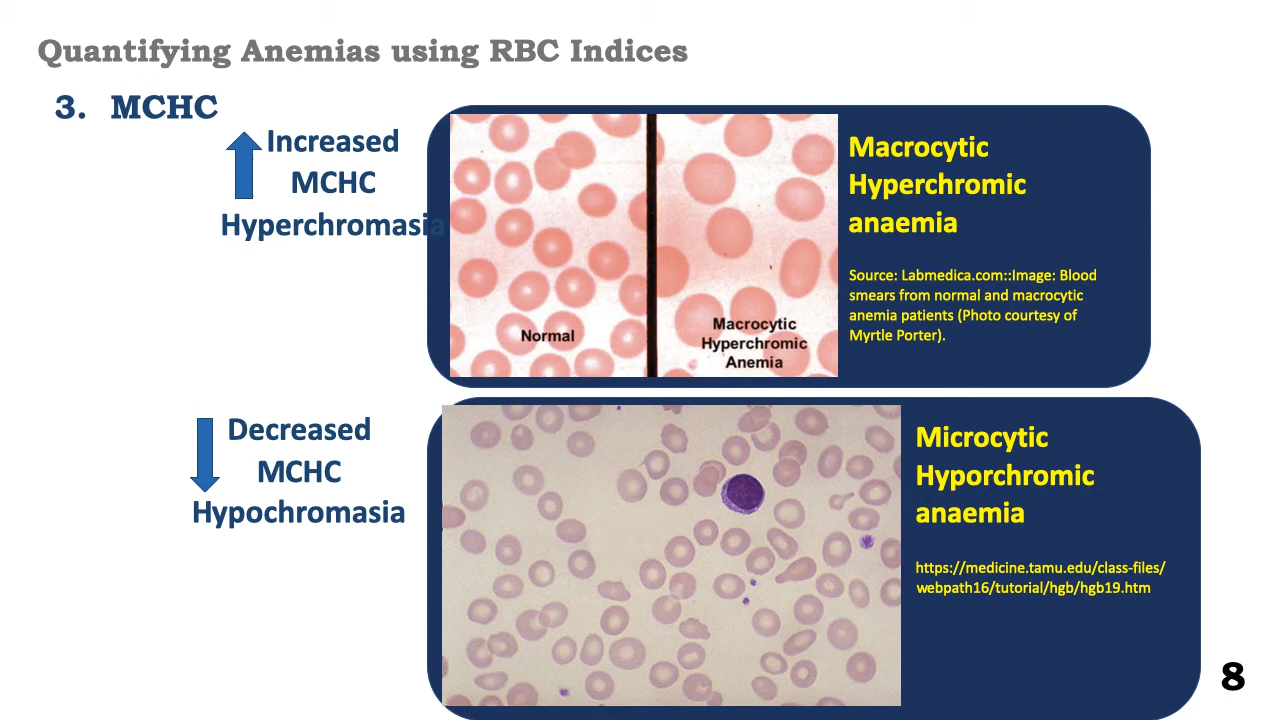 Quantifying Anemias using RBC Indices
3. MCHC
Increased
MCHC
Hyperchromasia
Normal
Macrocytic
Hyperchromic
Anemia
Macrocytic
Hyperchromic
anaemia
Source: Labmedica.com::Image: Blood
smears from normal and macrocytic
anemia patients (Photo courtesy of
Myrtle Porter).
Decreased
MCHC
Hypochromasia
Microcytic
Hyporchromic
anaemia
https://medicine.tamu.edu/class-files/
webpath16/tutorial/hgb/hgb19.htm
8